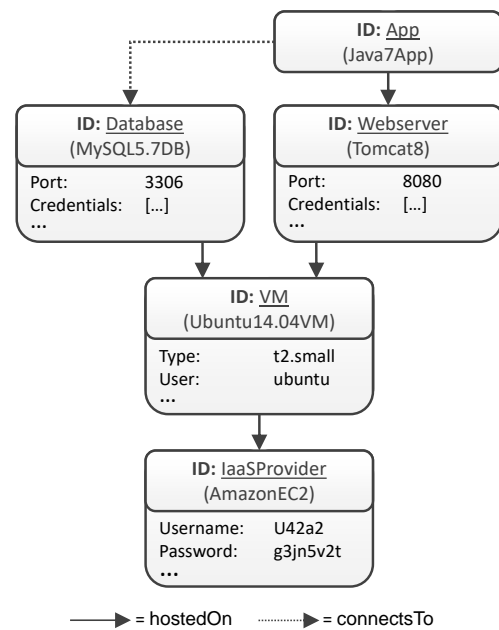 ID: App
(Java7App)
ID: Database
(MySQL5.7DB)
Port: 3306
Credentials: [...]
...
ID: Webserver
(Tomcat8)
Port: 8080
Credentials: [...]
...
ID: VM
(Ubuntu14.04VM)
Type: t2.small
User: ubuntu
...
ID: IaaSProvider
(AmazonEC2)
Username: U42a2
Password: g3jn5v2t
...
= hostedOn = connectsTo